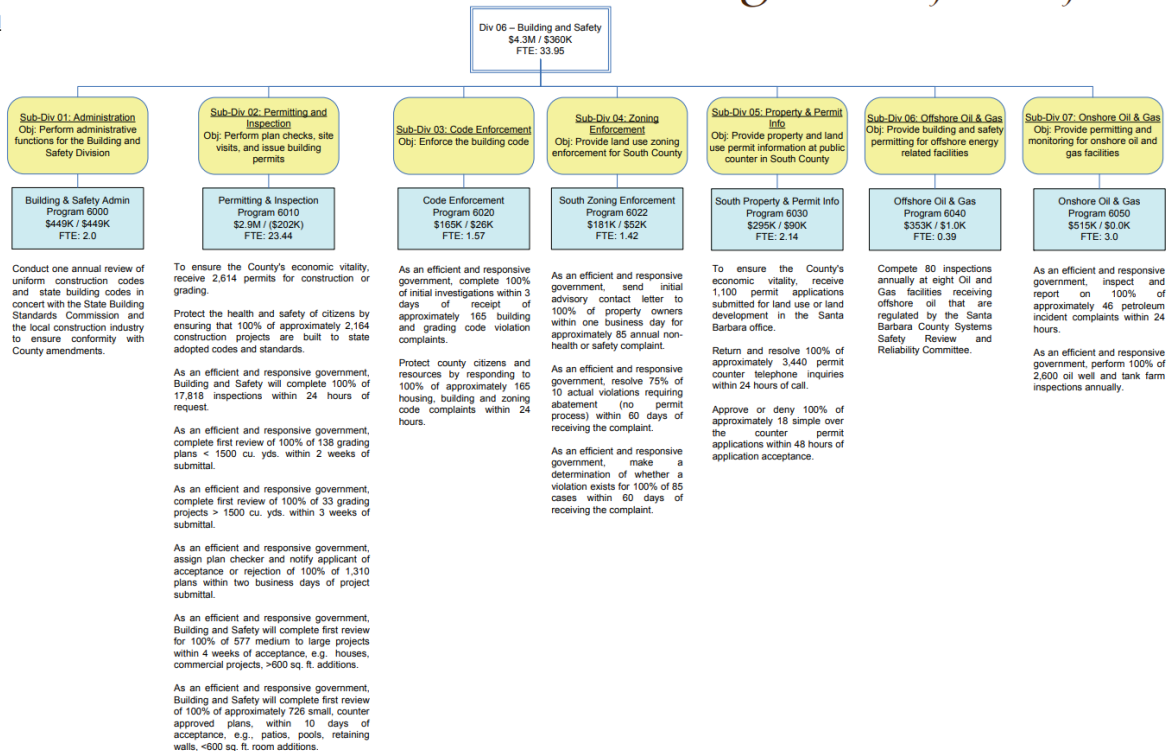 Div 06 – Building and Safety
$4.3M / $360K
FTE: 33.95
Sub-Div 01: Administration
Obj: Perform administrative
functions for the Building and
Safety Division
Building & Safety Admin
Program 6000
$449K / $449K
FTE: 2.0
Conduct one annual review of
uniform construction codes
and state building codes in
concert with the State Building
Standards Commission and
the local construction industry
to ensure conformity with
County amendments.
Sub-Div 02: Permitting and
Inspection
Obj: Perform plan checks, site
visits, and issue building
permits
Permitting & Inspection
Program 6010
$2.9M / ($202K)
FTE: 23.44
To ensure the County's economic vitality,
receive 2,614 permits for construction or
grading.
Protect the health and safety of citizens by
ensuring that 100% of approximately 2,164
construction projects are built to state
adopted codes and standards.
As an efficient and responsive government,
Building and Safety will complete 100% of
17,818 inspections within 24 hours of
request.
As an efficient and responsive government,
complete first review of 100% of 138 grading
plans < 1500 cu. yds. within 2 weeks of
submittal.
As an efficient and responsive government,
complete first review of 100% of 33 grading
projects > 1500 cu. yds. within 3 weeks of
submittal.
As an efficient and responsive government,
assign plan checker and notify applicant of
acceptance or rejection of 100% of 1,310
plans within two business days of project
submittal.
As an efficient and responsive government,
Building and Safety will complete first review
for 100% of 577 medium to large projects
within 4 weeks of acceptance, e.g. houses,
commercial projects, >600 sq. ft. additions.
As an efficient and responsive government,
Building and Safety will complete first review
of 100% of approximately 726 small, counter
approved plans, within 10 days of
acceptance, e.g., patios, pools, retaining
walls, <600 sq. ft. room additions.
Sub-Div 03: Code Enforcement
Obj: Enforce the building code
Code Enforcement
Program 6020
$165K / $26K
FTE: 1.57
As an efficient and responsive
government, complete 100%
of initial investigations within 3
days of receipt of
approximately 165 building
and grading code violation
complaints.
Protect county citizens and
resources by responding to
100% of approximately 165
housing, building and zoning
code complaints within 24
hours.
Sub-Div 04: Zoning
Enforcement
Obj: Provide land use zoning
enforcement for South County
South Zoning Enforcement
Program 6022
$181K / $52K
FTE: 1.42
As an efficient and responsive
government, send initial
advisory contact letter to
100% of property owners
within one business day for
approximately 85 annual non-
health or safety complaint.
As an efficient and responsive
government, resolve 75% of
10 actual violations requiring
abatement (no permit
process) within 60 days of
receiving the complaint.
As an efficient and responsive
government, make a
determination of whether a
violation exists for 100% of 85
cases within 60 days of
receiving the complaint.
Sub-Div 05: Property & Permit
Info
Obj: Provide property and land
use permit information at public
counter in South County
South Property & Permit Info
Program 6030
$295K / $90K
FTE: 2.14
To ensure the County's
economic vitality, receive
1,100 permit applications
submitted for land use or land
development in the Santa
Barbara office.
Return and resolve 100% of
approximately 3,440 permit
counter telephone inquiries
within 24 hours of call.
Approve or deny 100% of
approximately 18 simple over
the counter permit
applications within 48 hours of
application acceptance.
Sub-Div 06: Offshore Oil & Gas
Obj: Provide building and safety
permitting for offshore energy
related facilities
Offshore Oil & Gas
Program 6040
$353K / $1.0K
FTE: 0.39
Compete 80 inspections
annually at eight Oil and
Gas facilities receiving
offshore oil that are
regulated by the Santa
Barbara County Systems
Safety Review and
Reliability Committee.
Sub-Div 07: Onshore Oil & Gas
Obj: Provide permitting and
monitoring for onshore oil and
gas facilities
Onshore Oil & Gas
Program 6050
$515K / $0.0K
FTE: 3.0
As an efficient and responsive
government, inspect and
report on 100% of
approximately 46 petroleum
incident complaints within 24
hours.
As an efficient and responsive
government, perform 100% of
2,600 oil well and tank farm
inspections annually.